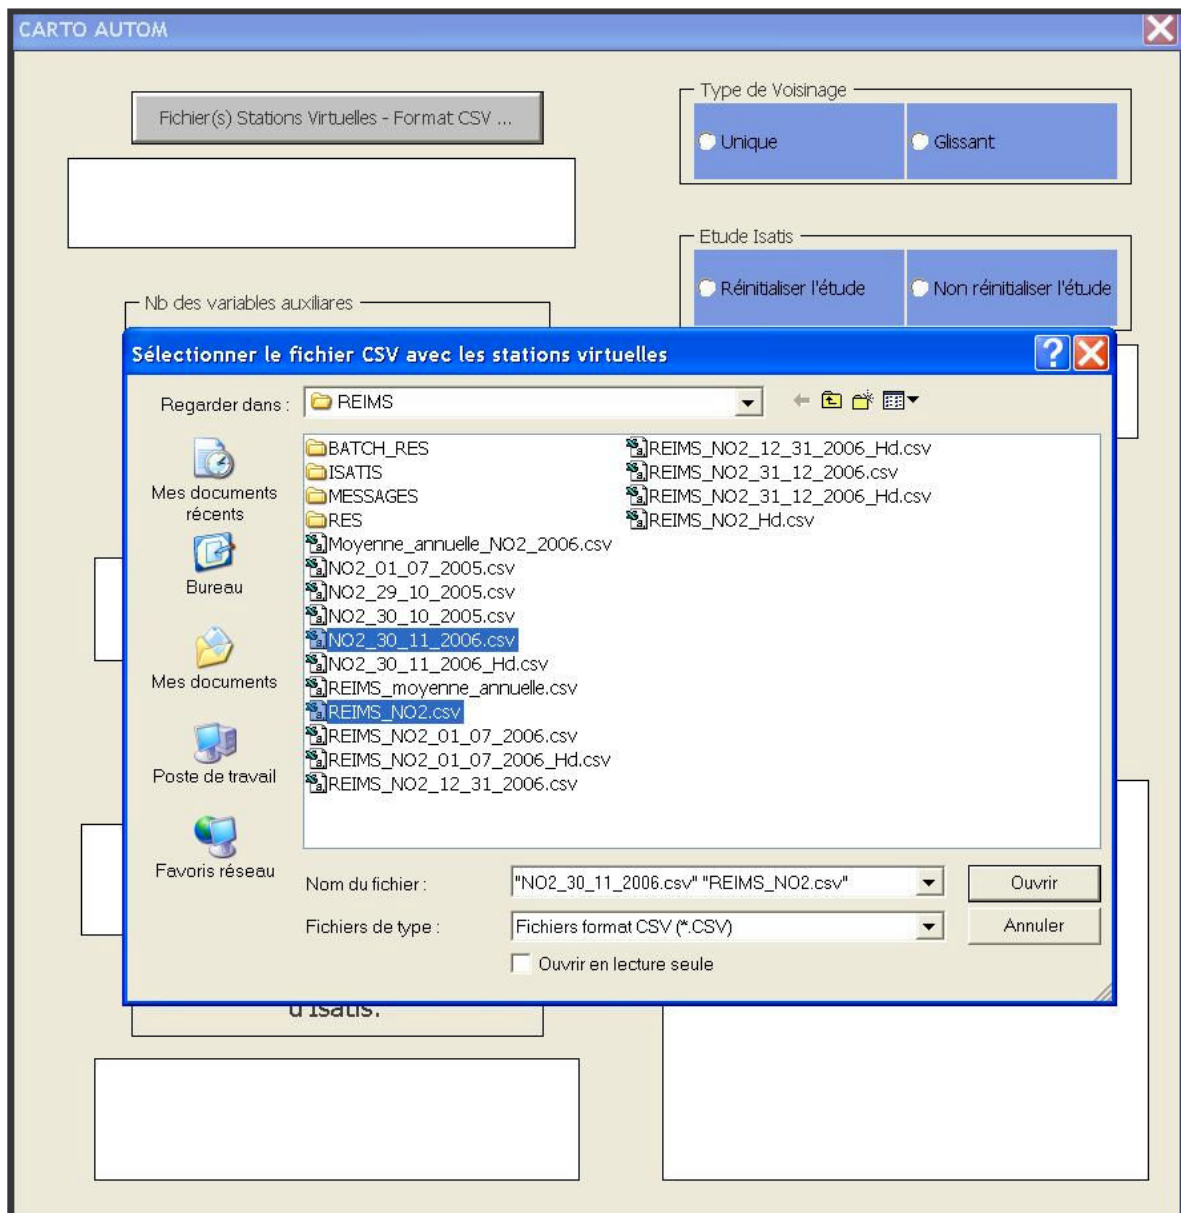 CARTO AUTOM
Fichier(s) Stations Virtuelles - Format CSV ...
Type de Voisinage
Unique
Glissant
Etude Isatis
Réinitialiser l'étude
Non réinitialiser l'étude
Nb des variables auxiliares
Sélectionner le fichier CSV avec les stations virtuelles
Regarder dans :
REIMS
Mes documents
récents
Bureau
Mes documents
Poste de travail
Favoris réseau
BATCH_RES
ISATIS
MESSAGES
RES
Moyenne_annuelle_NO2_2006.csv
NO2_01_07_2005.csv
NO2_29_10_2005.csv
NO2_30_10_2005.csv
NO2_30_11_2006.csv
NO2_30_11_2006_Hd.csv
REIMS_moyenne_annuelle.csv
REIMS_NO2.csv
REIMS_NO2_01_07_2006.csv
REIMS_NO2_01_07_2006_Hd.csv
REIMS_NO2_12_31_2006.csv
REIMS_NO2_12_31_2006_Hd.csv
REIMS_NO2_31_12_2006.csv
REIMS_NO2_31_12_2006_Hd.csv
REIMS_NO2_Hd.csv
Nom du fichier :
"NO2_30_11_2006.csv" "REIMS_NO2.csv"
Ouvrir
Fichiers de type :
Fichiers format CSV (*.CSV)
Annuler
Ouvrir en lecture seule
d'Isatis.